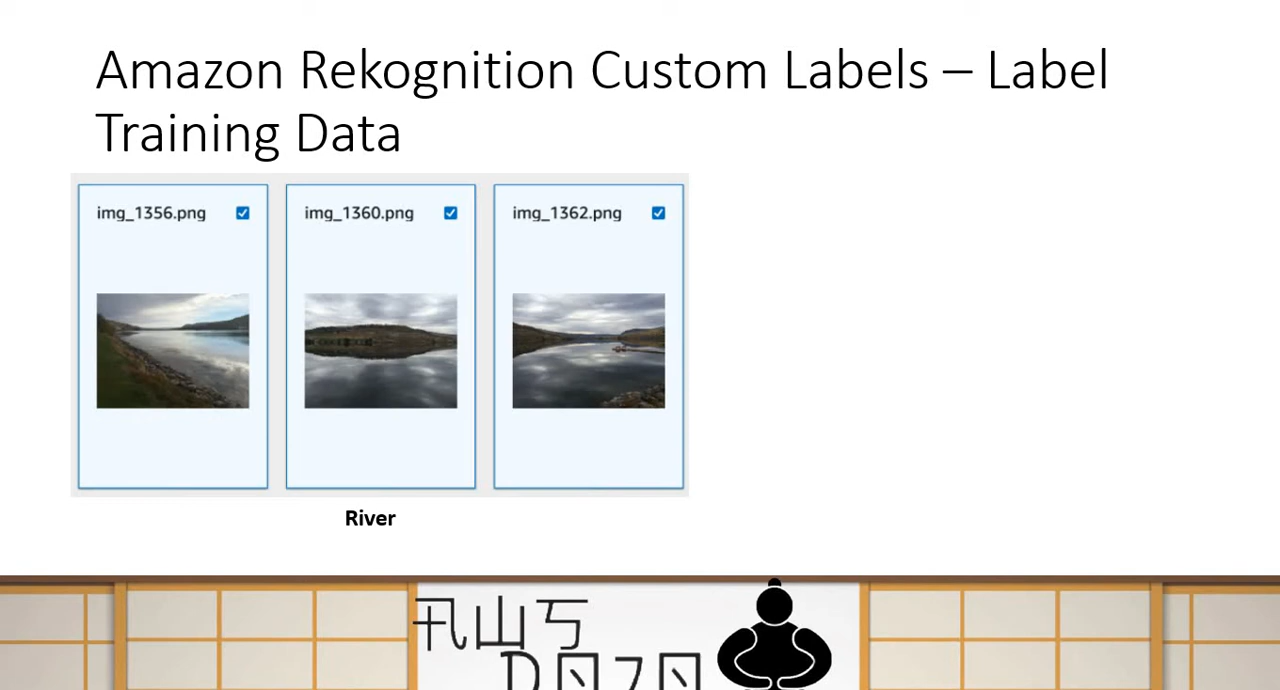 Amazon Rekognition Custom Labels – Label
Training Data
img_1356.png
img_1360.png
img_1362.png
River